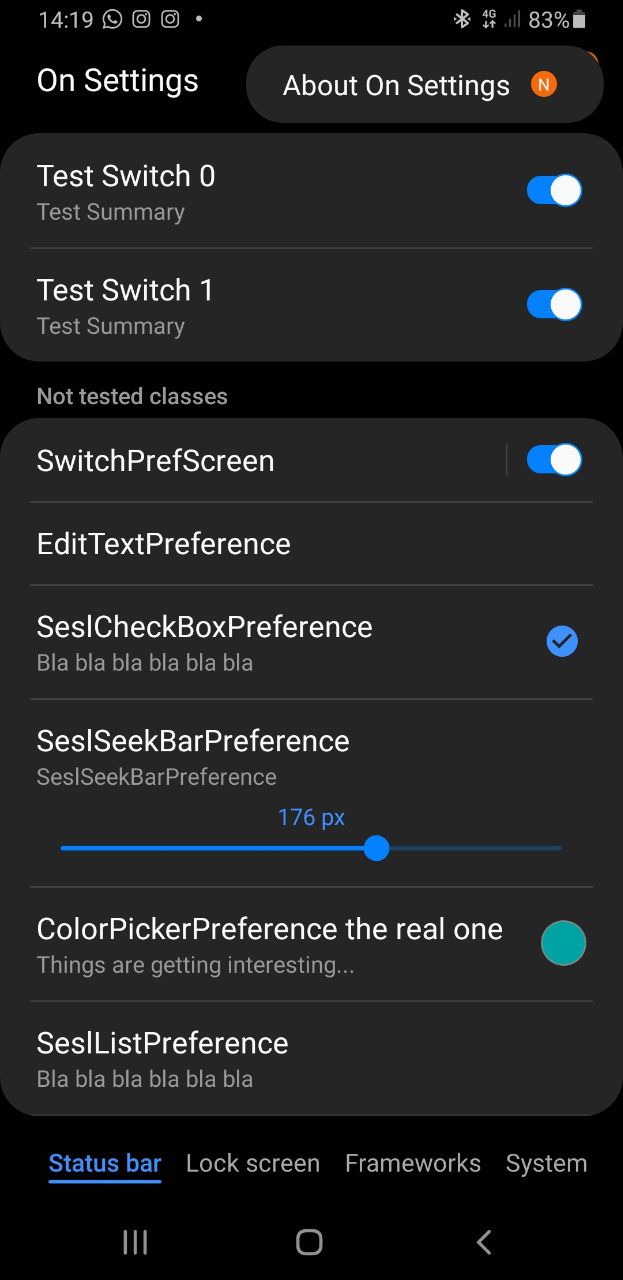 14:19 4G 83%
On Settings
About On Settings N
Test Switch 0
Test Summary
Test Switch 1
Test Summary
Not tested classes
SwitchPrefScreen
EditTextPreference
SeslCheckBoxPreference
Bla bla bla bla bla bla
SeslSeekBarPreference
SeslSeekBarPreference
176 px
ColorPickerPreference the real one
Things are getting interesting...
SeslListPreference
Bla bla bla bla bla bla
Status bar Lock screen Frameworks System